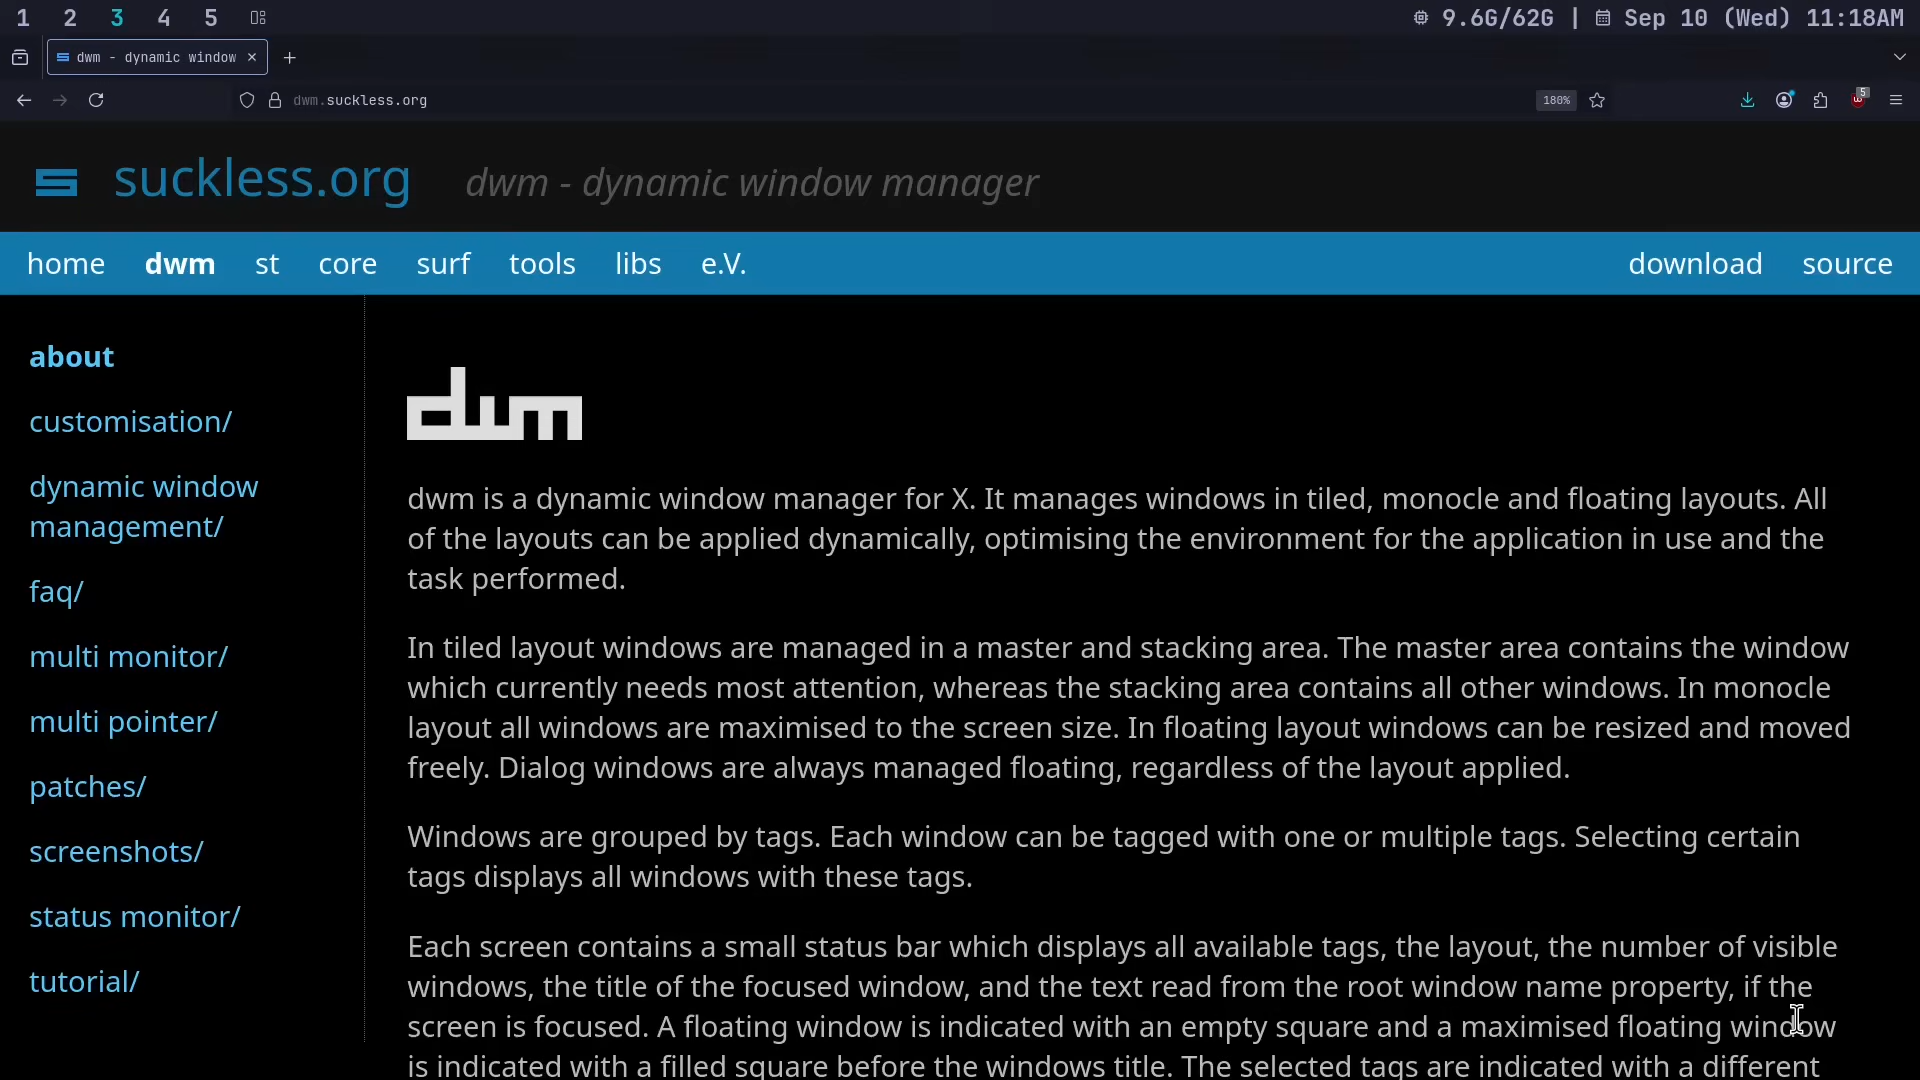 1 2 3 4 5 9.6G/62G | Sep 10 (Wed) 11:18AM
dwm - dynamic window
dwm.suckless.org 180% 5
suckless.org dwm - dynamic window manager
home dwm st core surf tools libs e.V. download source
about
customisation/
dynamic window
management/
faq/
multi monitor/
multi pointer/
patches/
screenshots/
status monitor/
tutorial/
dwm
dwm is a dynamic window manager for X. It manages windows in tiled, monocle and floating layouts. All
of the layouts can be applied dynamically, optimising the environment for the application in use and the
task performed.
In tiled layout windows are managed in a master and stacking area. The master area contains the window
which currently needs most attention, whereas the stacking area contains all other windows. In monocle
layout all windows are maximised to the screen size. In floating layout windows can be resized and moved
freely. Dialog windows are always managed floating, regardless of the layout applied.
Windows are grouped by tags. Each window can be tagged with one or multiple tags. Selecting certain
tags displays all windows with these tags.
Each screen contains a small status bar which displays all available tags, the layout, the number of visible
windows, the title of the focused window, and the text read from the root window name property, if the
screen is focused. A floating window is indicated with an empty square and a maximised floating window
is indicated with a filled square before the windows title. The selected tags are indicated with a different